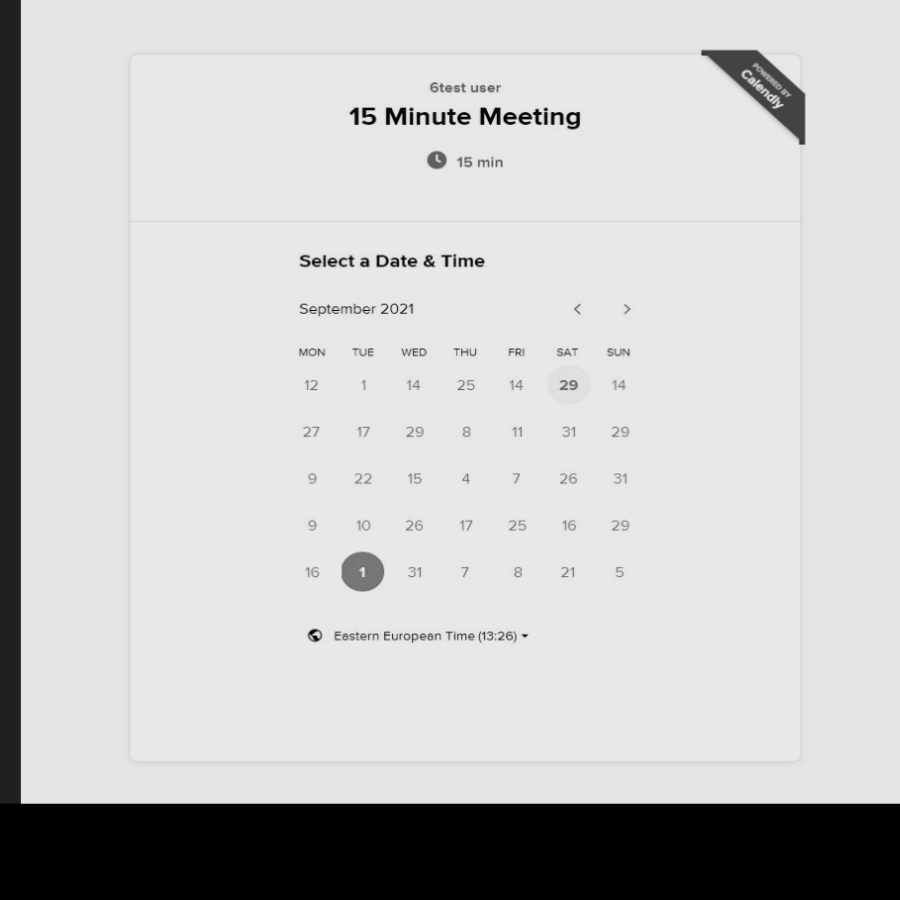 POWERED BY
Calendly
6test user
15 Minute Meeting
15 min
Select a Date & Time
September 2021
MON TUE WED THU FRI SAT SUN
12 1 14 25 14 29 14
27 17 29 8 11 31 29
9 22 15 4 7 26 31
9 10 26 17 25 16 29
16 1 31 7 8 21 5
Eastern European Time (13:26)